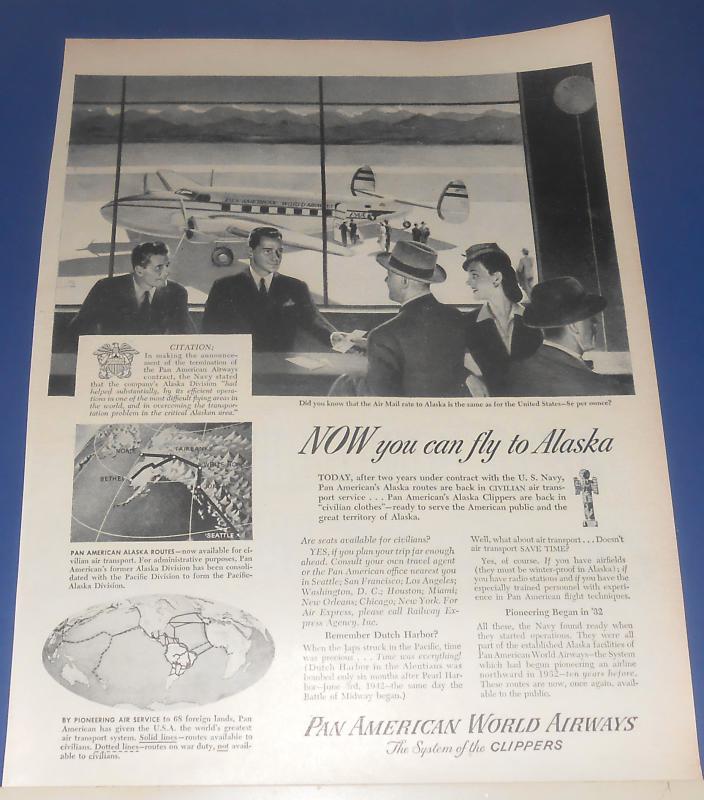 PAN AMERICAN WORLD AIRWAYS
PAA
CITATION:
In making the announce-
ment of the termination of
the Pan American Airways
contract, the Navy stated
that the company's Alaska Division "had
helped substantially, by its efficient opera-
tions in one of the most difficult flying areas in
the world, and in overcoming the transpor-
tation problem in the critical Alaskan area."
Did you know that the Air Mail rate to Alaska is the same as for the United States—8c per ounce?
NOW you can fly to Alaska
NOME
FAIRBANKS
WHITEHORSE
BETHEL
JUNEAU
SEATTLE
TODAY, after two years under contract with the U. S. Navy,
Pan American's Alaska routes are back in CIVILIAN air trans-
port service . . . Pan American's Alaska Clippers are back in
"civilian clothes"—ready to serve the American public and the
great territory of Alaska.
PAN AMERICAN ALASKA ROUTES—now available for ci-
vilian air transport. For administrative purposes, Pan
American's former Alaska Division has been consoli-
dated with the Pacific Division to form the Pacific-
Alaska Division.
Are seats available for civilians?
YES, if you plan your trip far enough
ahead. Consult your own travel agent
or the Pan American office nearest you
in Seattle; San Francisco; Los Angeles;
Washington, D. C.; Houston; Miami;
New Orleans; Chicago; New York. For
Air Express, please call Railway Ex-
press Agency, Inc.
Remember Dutch Harbor?
When the Japs struck in the Pacific, time
was precious . . . Time was everything!
(Dutch Harbor in the Aleutians was
bombed only six months after Pearl Har-
bor—June 3rd, 1942—the same day the
Battle of Midway began.)
Well, what about air transport . . . Doesn't
air transport SAVE TIME?
Yes, of course. If you have airfields
(they must be winter-proof in Alaska); if
you have radio stations and if you have the
especially trained personnel with experi-
ence in Pan American flight techniques.
Pioneering Began in '32
All these, the Navy found ready when
they started operations. They were all
part of the established Alaska facilities of
Pan American World Airways—the System
which had begun pioneering an airline
northward in 1932—ten years before.
These routes are now, once again, avail-
able to the public.
BY PIONEERING AIR SERVICE to 68 foreign lands, Pan
American has given the U.S.A. the world's greatest
air transport system. Solid lines—routes available to
civilians. Dotted lines—routes on war duty, not avail-
able to civilians.
PAN AMERICAN WORLD AIRWAYS
The System of the CLIPPERS